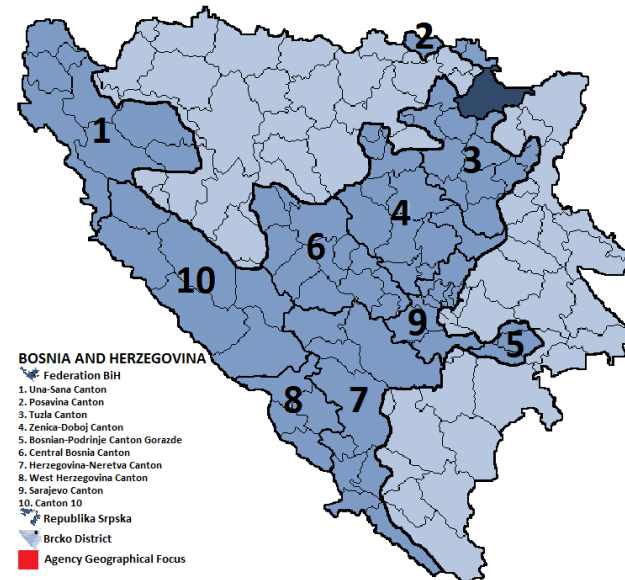 2
1
3
4
6
10
9
5
8
7
BOSNIA AND HERZEGOVINA
Federation BiH
1. Una-Sana Canton
2. Posavina Canton
3. Tuzla Canton
4. Zenica-Doboj Canton
5. Bosnian-Podrinje Canton Gorazde
6. Central Bosnia Canton
7. Herzegovina-Neretva Canton
8. West Herzegovina Canton
9. Sarajevo Canton
10. Canton 10
Republika Srpska
Brcko District
Agency Geographical Focus